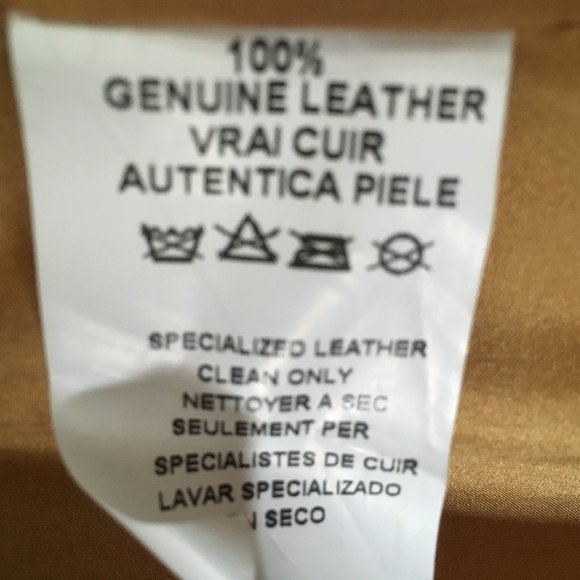 100%
GENUINE LEATHER
VRAI CUIR
AUTENTICA PIELE
SPECIALIZED LEATHER
CLEAN ONLY
NETTOYER A SEC
SEULEMENT PER
SPECIALISTES DE CUIR
LAVAR SPECIALIZADO
SECO